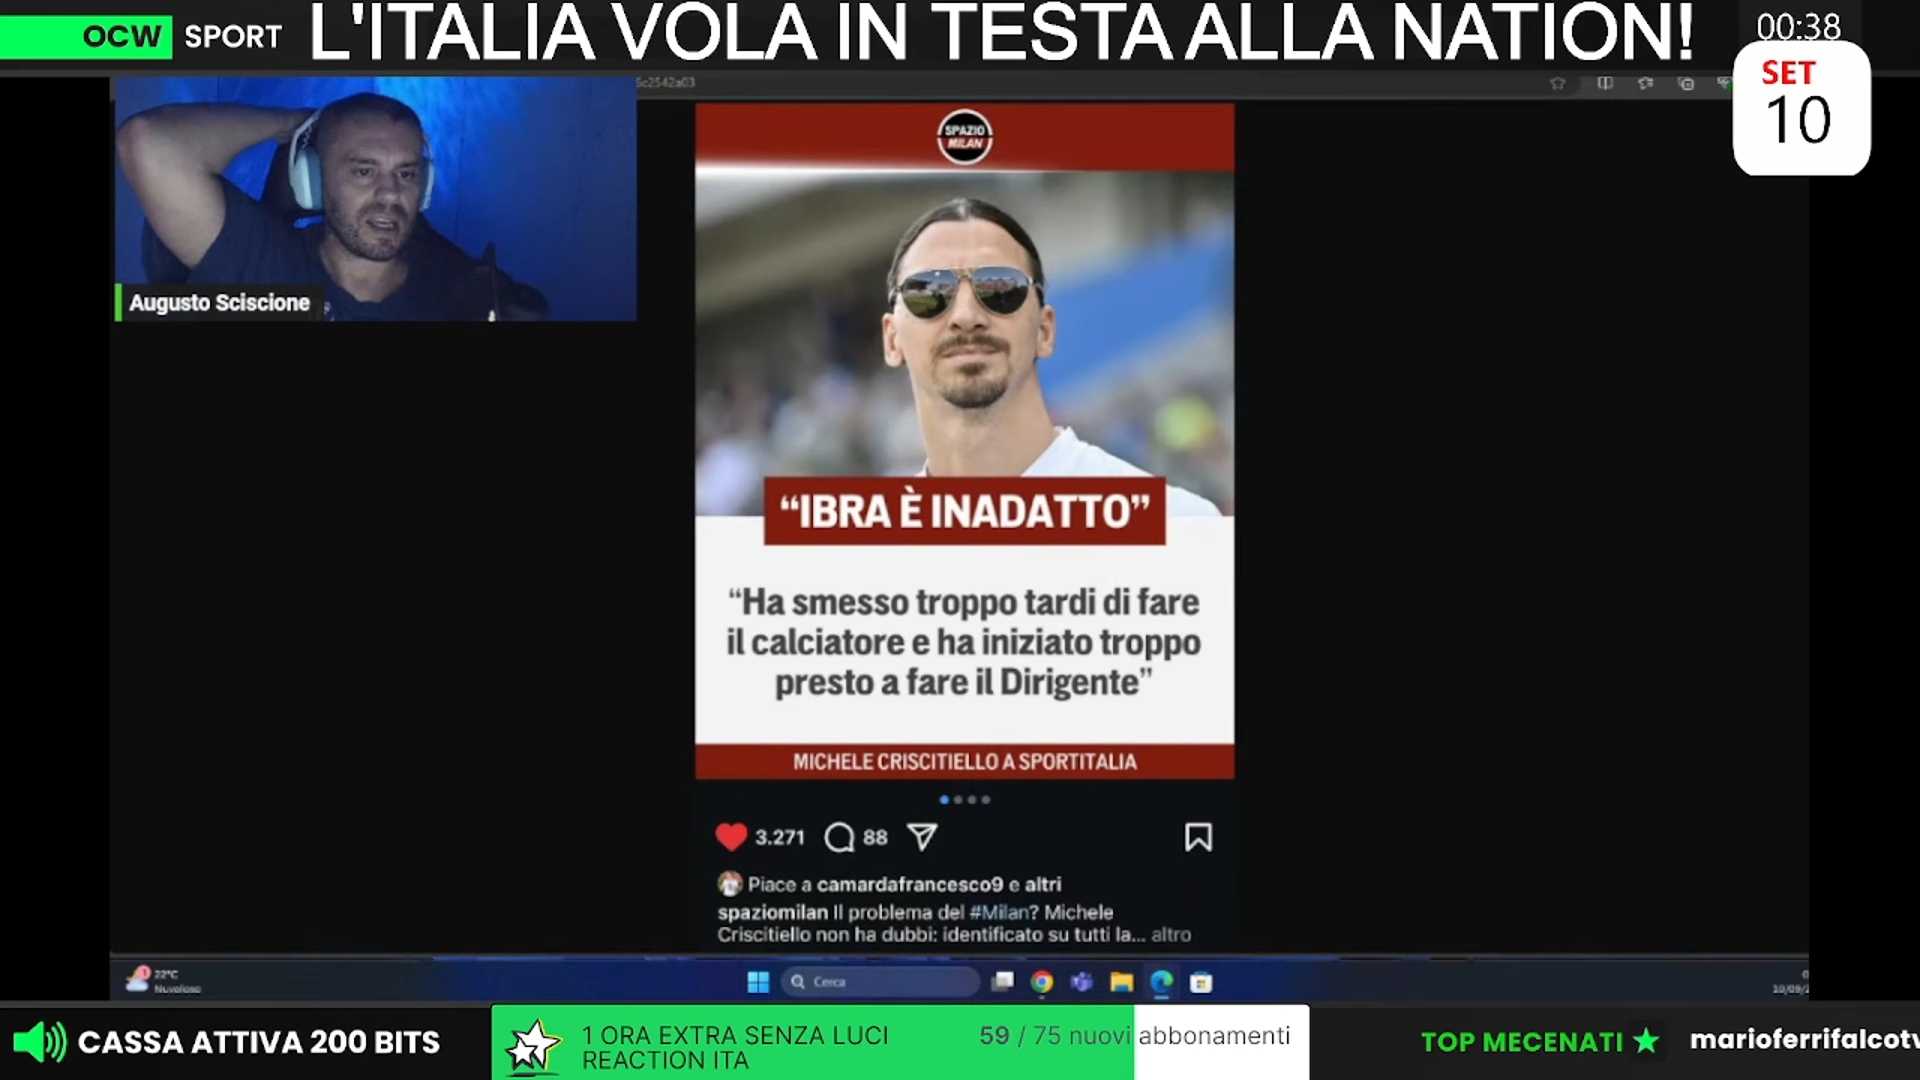 OCW SPORT
L'ITALIA VOLA IN TESTA ALLA NATION!
00:38
SET
10
5c2542a03
Augusto Sciscione
SPAZIO
MILAN
“IBRA È INADATTO”
“Ha smesso troppo tardi di fare
il calciatore e ha iniziato troppo
presto a fare il Dirigente”
MICHELE CRISCITIELLO A SPORTITALIA
3.271
88
Piace a camardafrancesco9 e altri
spaziomilan Il problema del #Milan? Michele
Criscitiello non ha dubbi: identificato su tutti la... altro
22°C
Nuvoloso
Cerca
CASSA ATTIVA 200 BITS
1 ORA EXTRA SENZA LUCI
REACTION ITA
59 / 75 nuovi abbonamenti
TOP MECENATI
marioferrifalcotv